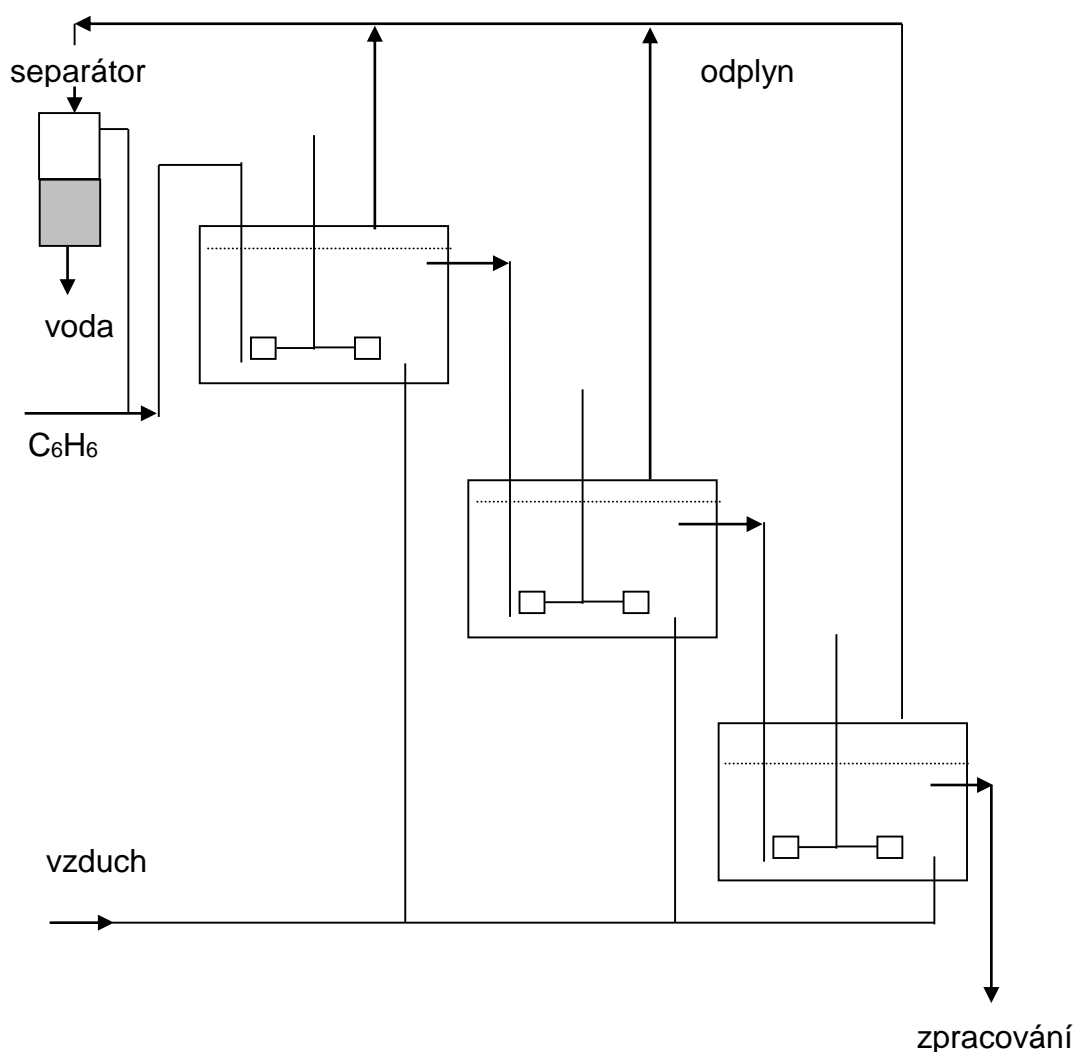 separátor
odplyn
voda
C₆H₆
vzduch
zpracování